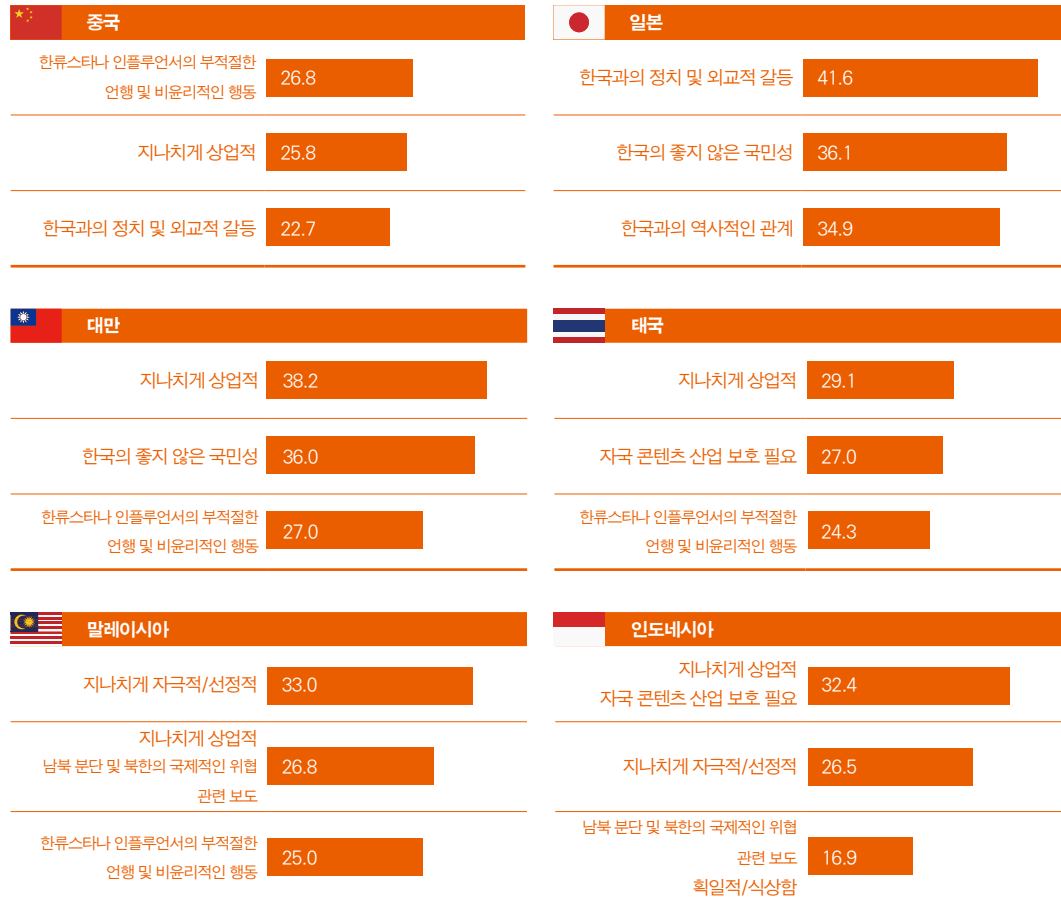 중국
한류스타나 인플루언서의 부적절한
언행 및 비윤리적인 행동
26.8
지나치게 상업적
25.8
한국과의 정치 및 외교적 갈등
22.7
일본
한국과의 정치 및 외교적 갈등
41.6
한국의 좋지 않은 국민성
36.1
한국과의 역사적인 관계
34.9
대만
지나치게 상업적
38.2
한국의 좋지 않은 국민성
36.0
한류스타나 인플루언서의 부적절한
언행 및 비윤리적인 행동
27.0
태국
지나치게 상업적
29.1
자국 콘텐츠 산업 보호 필요
27.0
한류스타나 인플루언서의 부적절한
언행 및 비윤리적인 행동
24.3
말레이시아
지나치게 자극적/선정적
33.0
지나치게 상업적
남북 분단 및 북한의 국제적인 위협
관련 보도
26.8
한류스타나 인플루언서의 부적절한
언행 및 비윤리적인 행동
25.0
인도네시아
지나치게 상업적
자국 콘텐츠 산업 보호 필요
32.4
지나치게 자극적/선정적
26.5
남북 분단 및 북한의 국제적인 위협
관련 보도
획일적/식상함
16.9